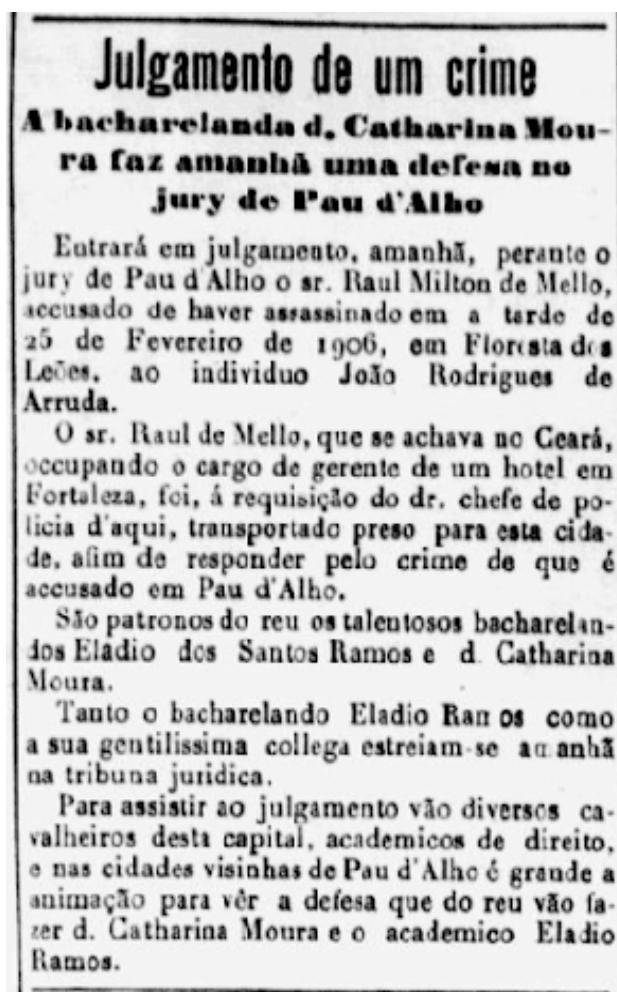 Julgamento de um crime
A bacharelanda d. Catharina Mou-
ra faz amanhã uma defesa no
jury de Pau d'Alho
Entrará em julgamento, amanhã, perante o
jury de Pau d'Alho o sr. Raul Milton de Mello,
accusado de haver assassinado em a tarde de
25 de Fevereiro de 1906, em Floresta dos
Leões, ao individuo João Rodrigues de
Arruda.
O sr. Raul de Mello, que se achava no Ceará,
occupando o cargo de gerente de um hotel em
Fortaleza, foi, á requisição do dr. chefe de po-
licia d'aqui, transportado preso para esta cida-
de, afim de responder pelo crime de que é
accusado em Pau d'Alho.
São patronos do reu os talentosos bacharelan-
dos Eladio dos Santos Ramos e d. Catharina
Moura.
Tanto o bacharelando Eladio Ramos como
a sua gentilissima collega estreiam-se amanhã
na tribuna juridica.
Para assistir ao julgamento vão diversos ca-
valheiros desta capital, academicos de direito,
e nas cidades visinhas de Pau d'Alho é grande a
animação para vêr a defesa que do reu vão fa-
zer d. Catharina Moura e o academico Eladio
Ramos.